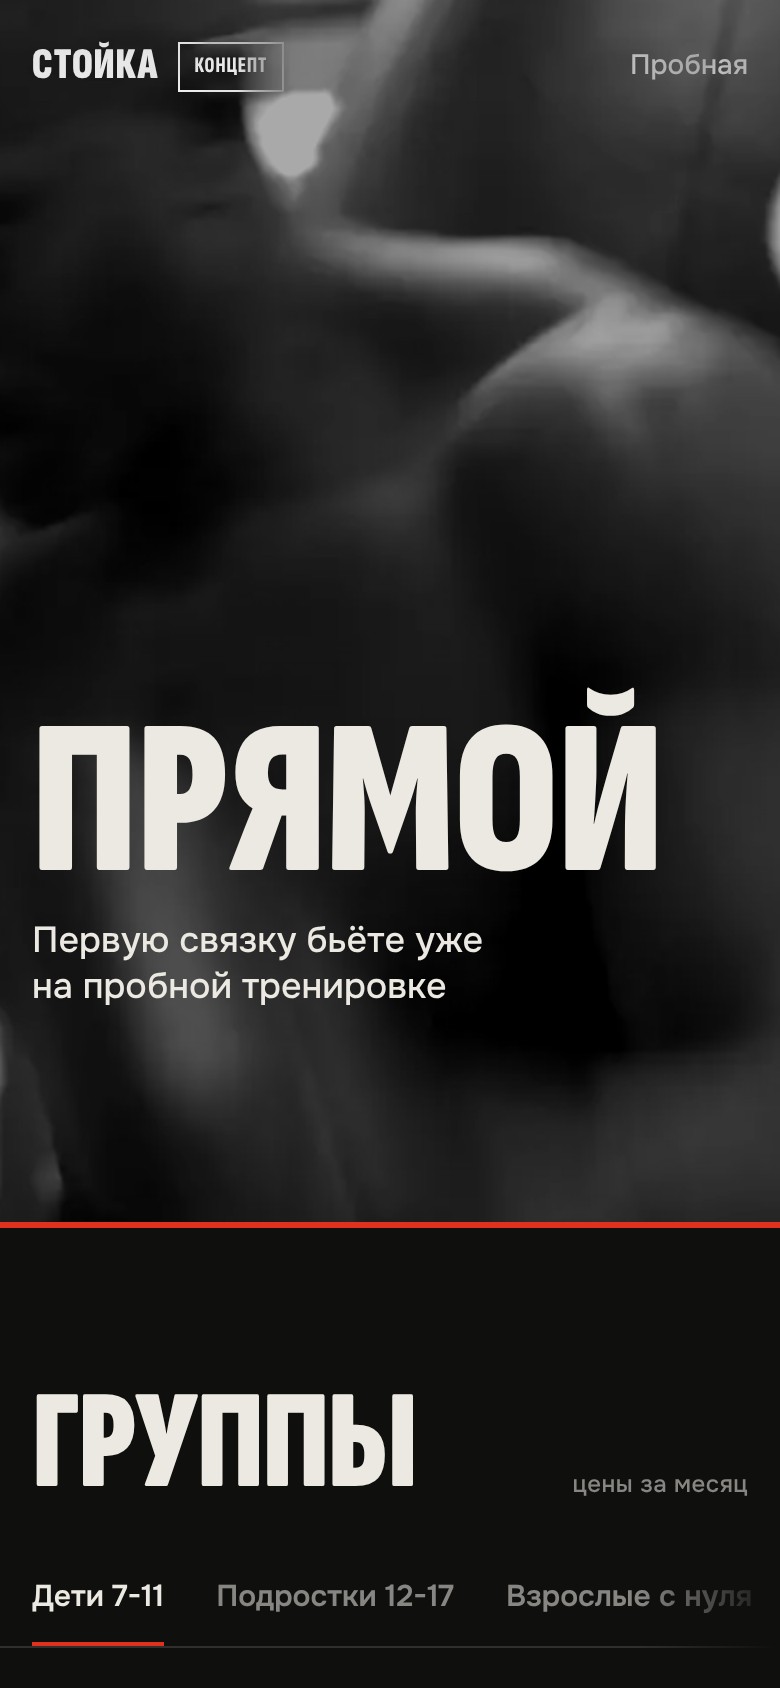 СТОЙКА
КОНЦЕПТ
Пробная
ПРЯМОЙ
Первую связку бьёте уже
на пробной тренировке
ГРУППЫ
цены за месяц
Дети 7-11
Подростки 12-17
Взрослые с нуля